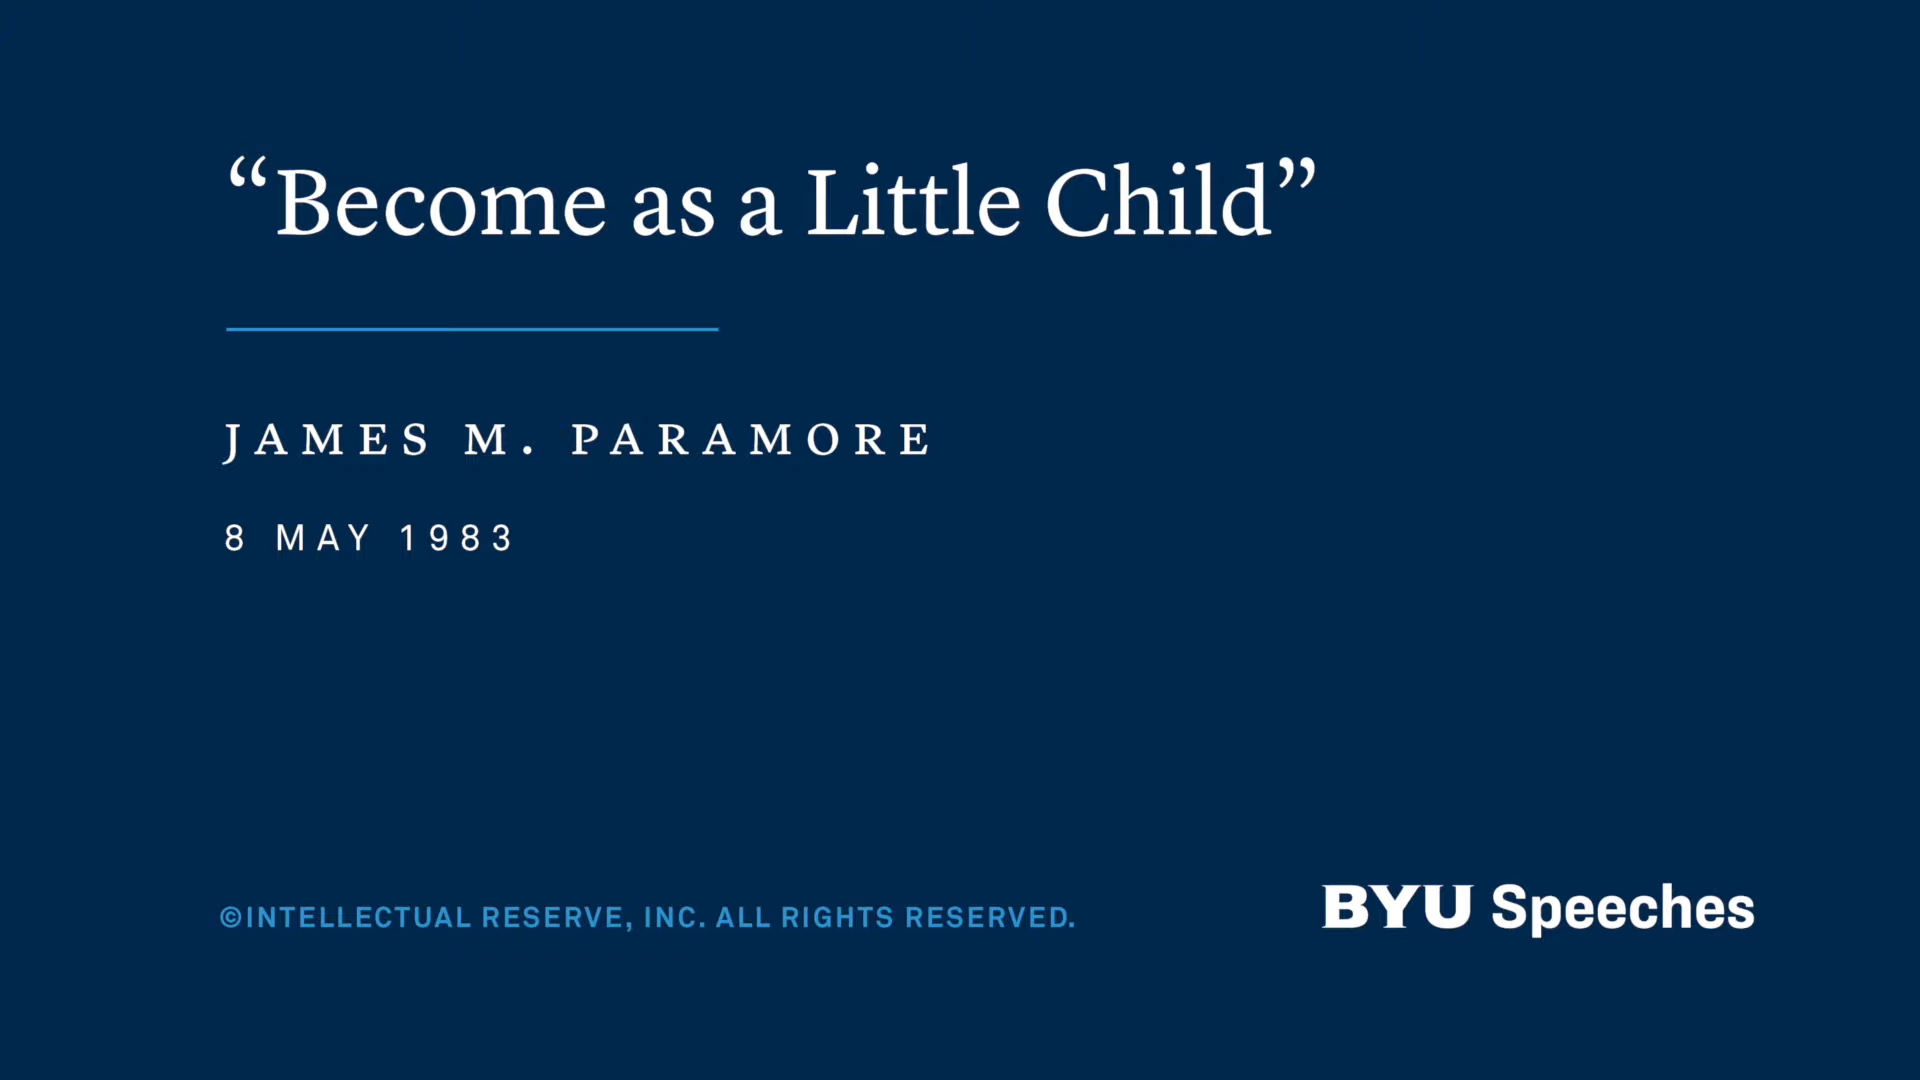 “Become as a Little Child”
JAMES M. PARAMORE
8 MAY 1983
©INTELLECTUAL RESERVE, INC. ALL RIGHTS RESERVED.
BYU Speeches